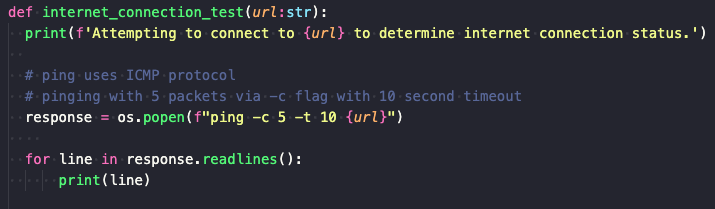 def internet_connection_test(url:str):
  print(f'Attempting to connect to {url} to determine internet connection status.')

  # ping uses ICMP protocol
  # pinging with 5 packets via -c flag with 10 second timeout
  response = os.popen(f"ping -c 5 -t 10 {url}")

  for line in response.readlines():
      print(line)